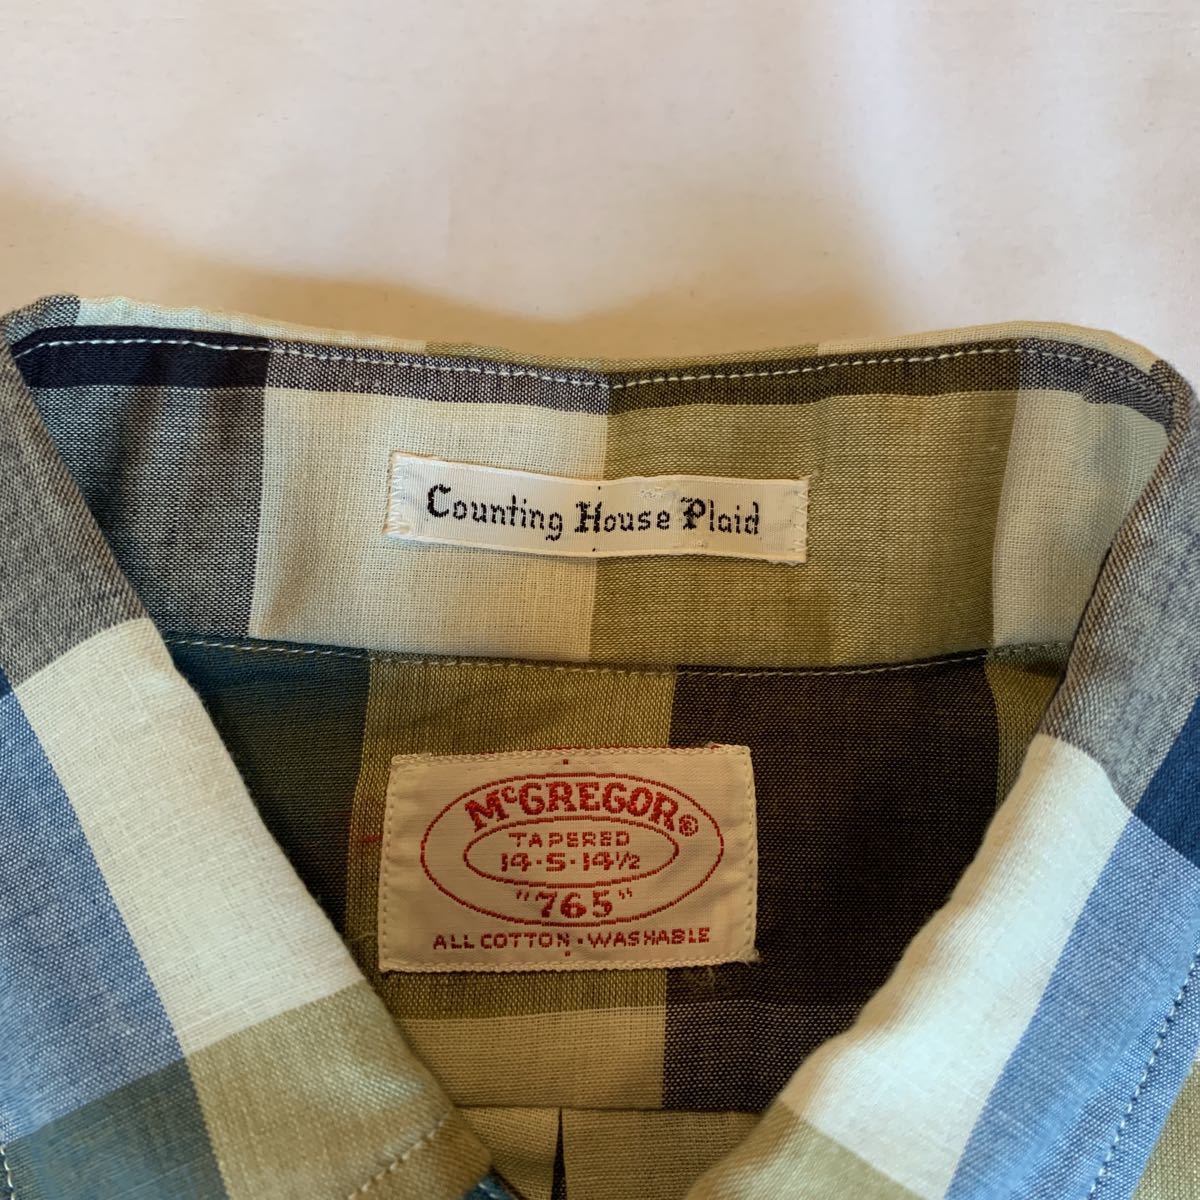 Counting House Plaid
McGREGOR®
TAPERED
14·S·14½
"765"
ALL COTTON·WASHABLE